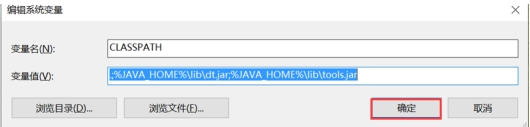 编辑系统变量
变量名(N):
CLASSPATH
变量值(V):
.;%JAVA_HOME%\lib\dt.jar;%JAVA_HOME%\lib\tools.jar
浏览目录(D)...
浏览文件(F)...
确定
取消